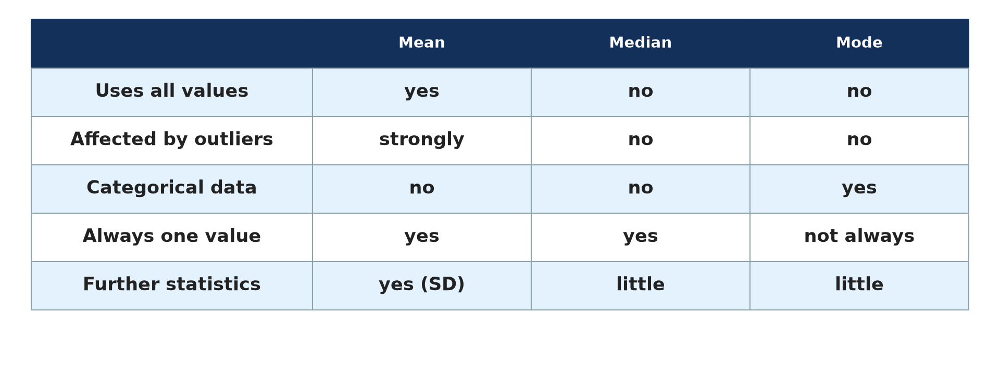 Mean Median Mode
Uses all values yes no no
Affected by outliers strongly no no
Categorical data no no yes
Always one value yes yes not always
Further statistics yes (SD) little little